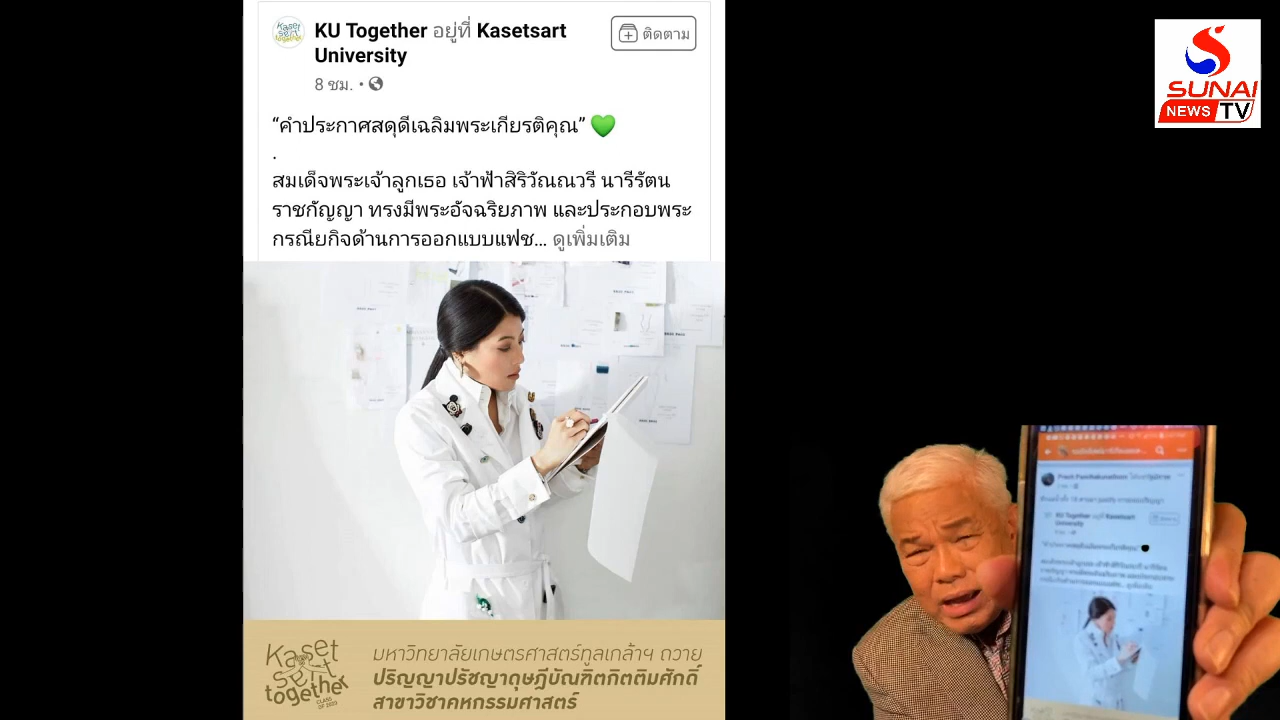 KU Together อยู่ที่ Kasetsart
University
ติดตาม
8 ชม.
“คำประกาศสดุดีเฉลิมพระเกียรติคุณ” 💚
.
สมเด็จพระเจ้าลูกเธอ เจ้าฟ้าสิริวัณณวรี นารีรัตน
ราชกัญญา ทรงมีพระอัจฉริยภาพ และประกอบพระ
กรณียกิจด้านการออกแบบแฟช... ดูเพิ่มเติม
Kaset
sart
together
CLASS
OF 2020
มหาวิทยาลัยเกษตรศาสตร์ทูลเกล้าฯ ถวาย
ปริญญาปรัชญาดุษฎีบัณฑิตกิตติมศักดิ์
สาขาวิชาคหกรรมศาสตร์
SUNAI
NEWS TV
KU Together อยู่ที่ Kasetsart
University